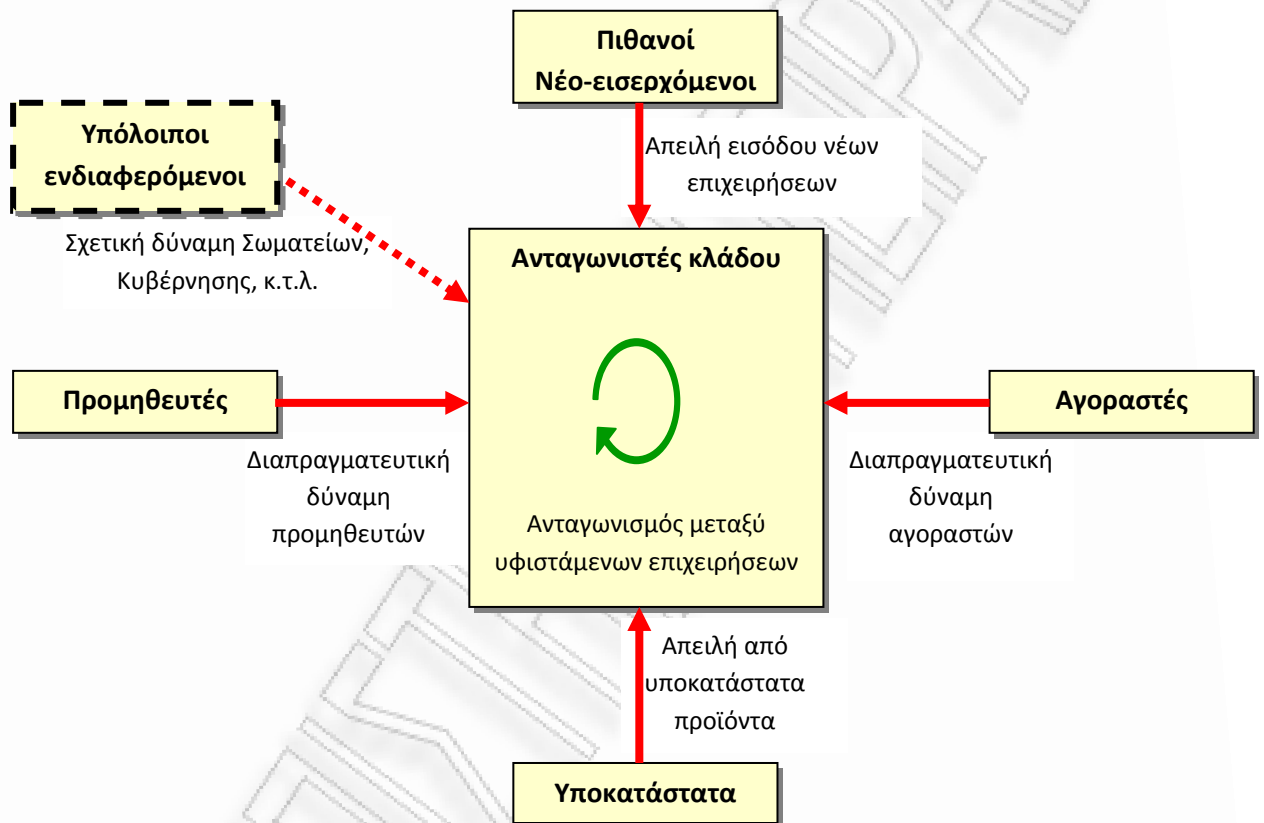 Πιθανοί
Νέο-εισερχόμενοι
Υπόλοιποι
ενδιαφερόμενοι
Απειλή εισόδου νέων
επιχειρήσεων
Σχετική δύναμη Σωματείων,
Κυβέρνησης, κ.τ.λ.
Ανταγωνιστές κλάδου
Προμηθευτές
Αγοραστές
Διαπραγματευτική
δύναμη
προμηθευτών
Διαπραγματευτική
δύναμη
αγοραστών
Ανταγωνισμός μεταξύ
υφιστάμενων επιχειρήσεων
Απειλή από
υποκατάστατα
προϊόντα
Υποκατάστατα